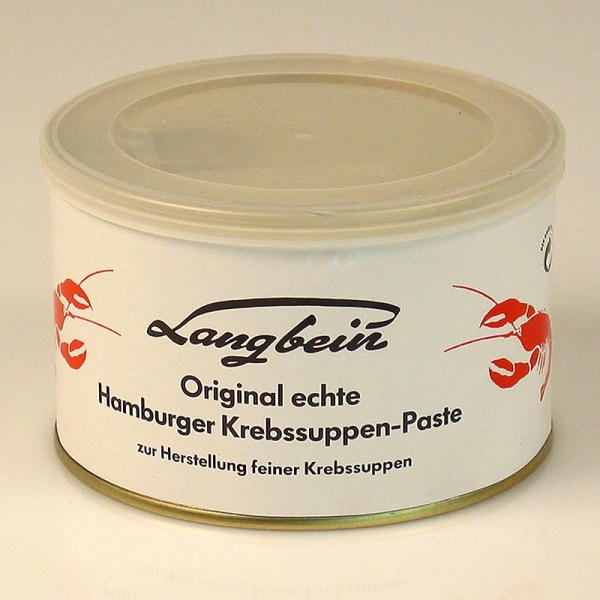 Langbein
Original echte
Hamburger Krebssuppen-Paste
zur Herstellung feiner Krebssuppen